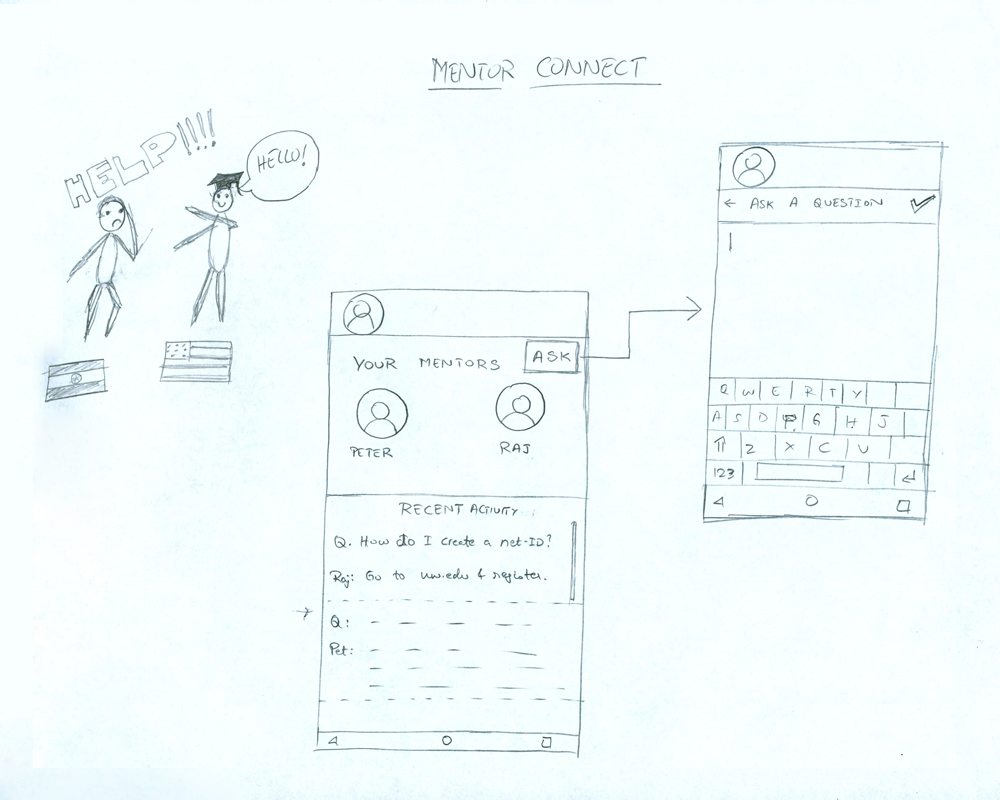 MENTOR CONNECT
HELP!!!!
HELLO!
YOUR MENTORS
ASK
PETER
RAJ
RECENT ACTIVITY
Q. How do I create a net-ID?
Raj: Go to uw.edu & register.
Q:
Pet:
← ASK A QUESTION
Q W E R T Y
A S D F G H J
Z X C V
123